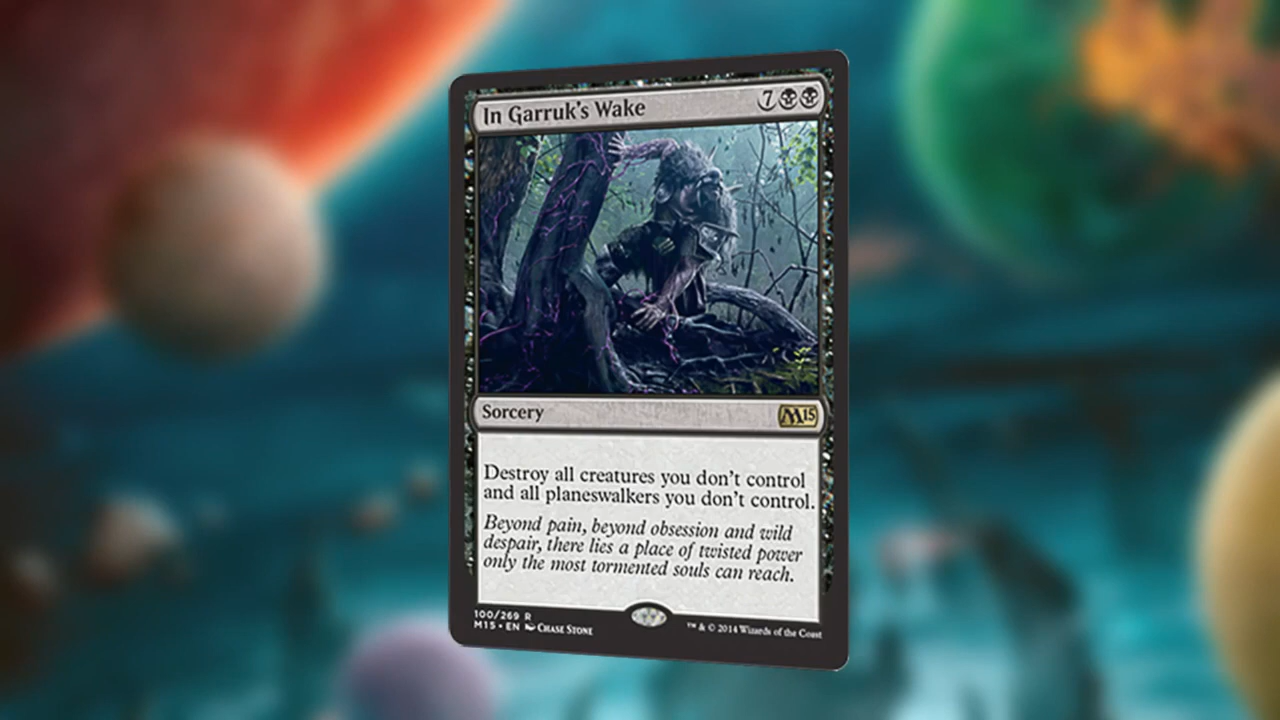 In Garruk's Wake 7
Sorcery M15
Destroy all creatures you don't control
and all planeswalkers you don't control.
Beyond pain, beyond obsession and wild
despair, there lies a place of twisted power
only the most tormented souls can reach.
100/269 R
M15 • EN Chase Stone
™ & © 2014 Wizards of the Coast